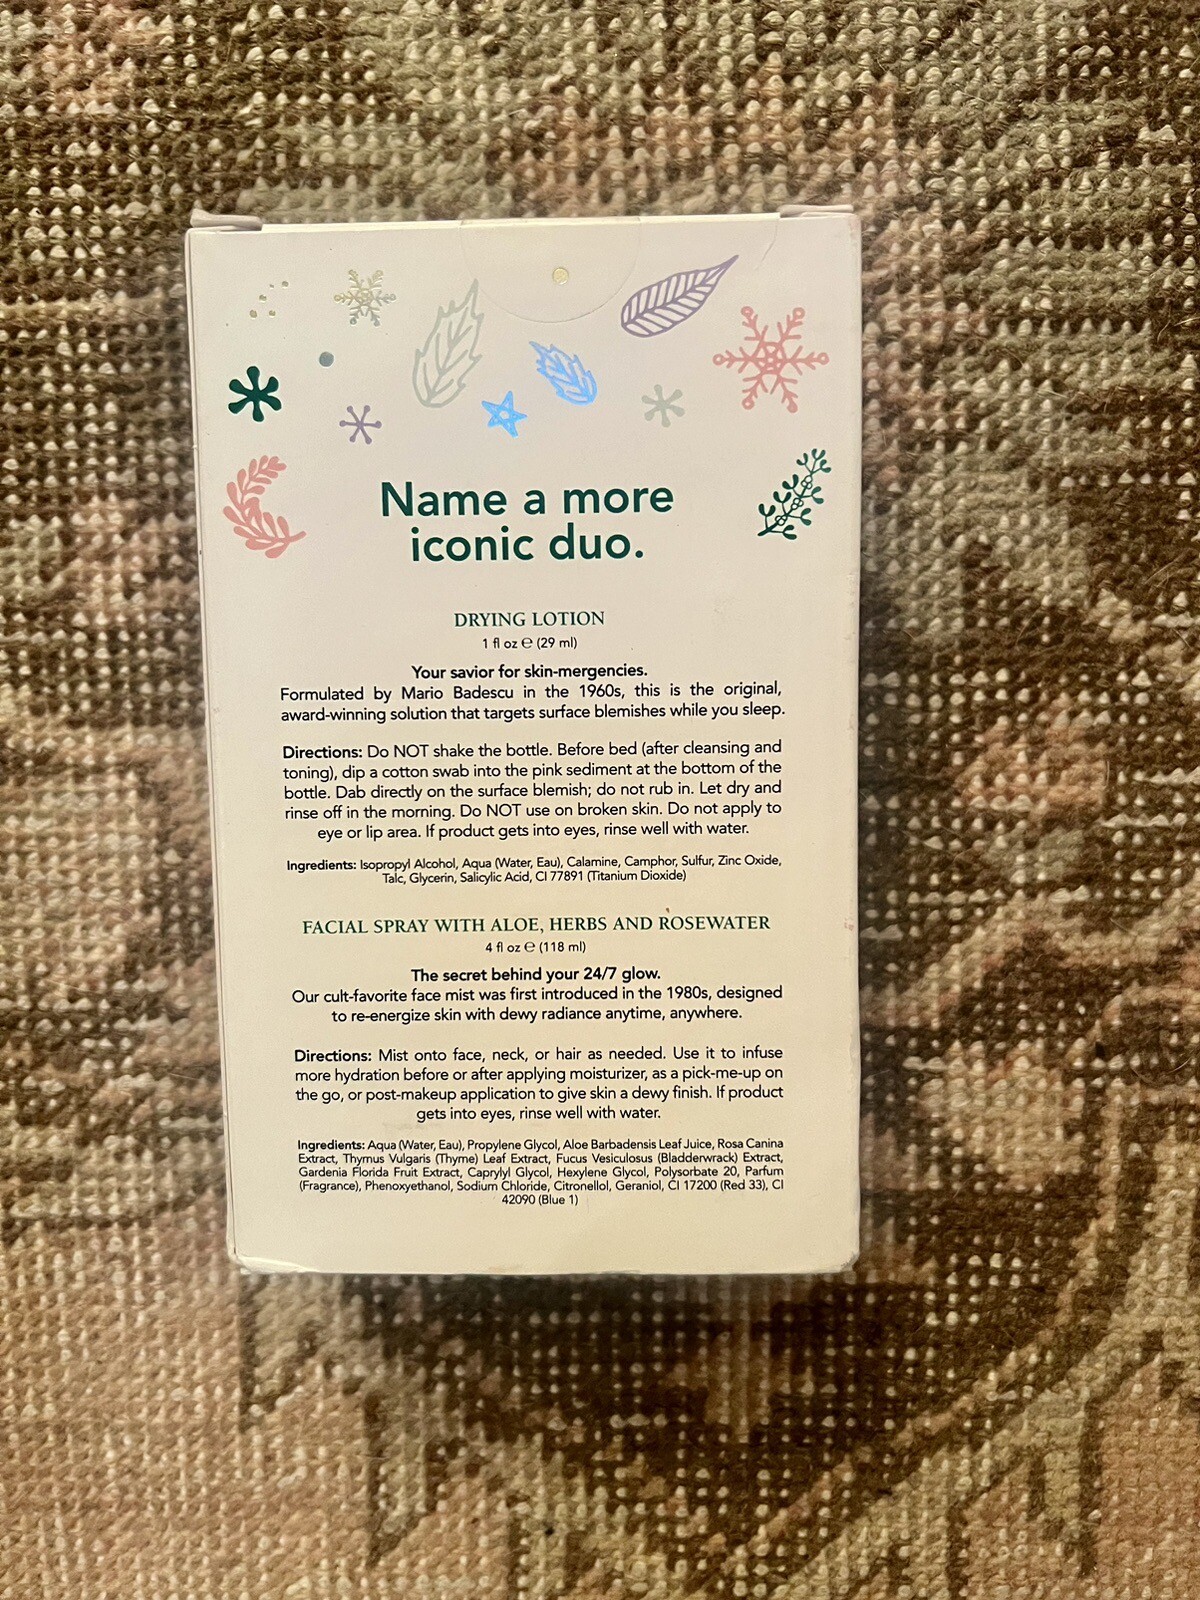 Name a more
iconic duo.
DRYING LOTION
1 fl oz ℮ (29 ml)
Your savior for skin-mergencies.
Formulated by Mario Badescu in the 1960s, this is the original,
award-winning solution that targets surface blemishes while you sleep.
Directions: Do NOT shake the bottle. Before bed (after cleansing and
toning), dip a cotton swab into the pink sediment at the bottom of the
bottle. Dab directly on the surface blemish; do not rub in. Let dry and
rinse off in the morning. Do NOT use on broken skin. Do not apply to
eye or lip area. If product gets into eyes, rinse well with water.
Ingredients: Isopropyl Alcohol, Aqua (Water, Eau), Calamine, Camphor, Sulfur, Zinc Oxide,
Talc, Glycerin, Salicylic Acid, CI 77891 (Titanium Dioxide)
FACIAL SPRAY WITH ALOE, HERBS AND ROSEWATER
4 fl oz ℮ (118 ml)
The secret behind your 24/7 glow.
Our cult-favorite face mist was first introduced in the 1980s, designed
to re-energize skin with dewy radiance anytime, anywhere.
Directions: Mist onto face, neck, or hair as needed. Use it to infuse
more hydration before or after applying moisturizer, as a pick-me-up on
the go, or post-makeup application to give skin a dewy finish. If product
gets into eyes, rinse well with water.
Ingredients: Aqua (Water, Eau), Propylene Glycol, Aloe Barbadensis Leaf Juice, Rosa Canina
Extract, Thymus Vulgaris (Thyme) Leaf Extract, Fucus Vesiculosus (Bladderwrack) Extract,
Gardenia Florida Fruit Extract, Caprylyl Glycol, Hexylene Glycol, Polysorbate 20, Parfum
(Fragrance), Phenoxyethanol, Sodium Chloride, Citronellol, Geraniol, CI 17200 (Red 33), CI
42090 (Blue 1)